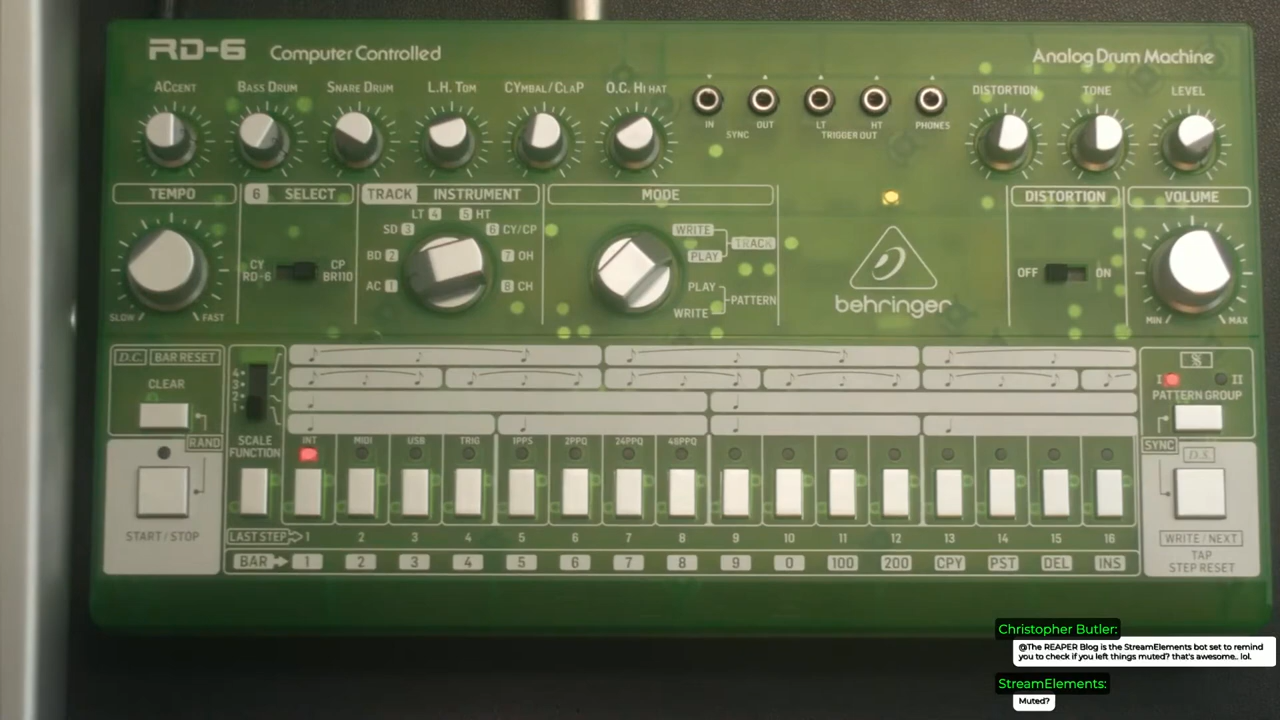 RD-6 Computer Controlled
Analog Drum Machine
ACCENT BASS DRUM SNARE DRUM L.H. TOM CYMBAL/CLAP O.C. HI HAT
DISTORTION TONE LEVEL
IN OUT LT HT PHONES
SYNC TRIGGER OUT
TEMPO 6 SELECT TRACK INSTRUMENT MODE DISTORTION VOLUME
LT 4 5 HT
SD 3 6 CY/CP
BD 2 7 OH
AC 1 8 CH
WRITE
TRACK
PLAY
PLAY
PATTERN
WRITE
CY CP
RD-6 BR110
OFF ON
SLOW FAST
MIN MAX
behringer
D.C. BAR RESET
CLEAR
4
3
2
1
I II
PATTERN GROUP
RAND
SCALE
FUNCTION
INT MIDI USB TRIG 1PPS 2PPQ 24PPQ 48PPQ 9 10 11 12 13 14 15 16
SYNC
D.S.
START / STOP
LAST STEP 1 2 3 4 5 6 7 8 9 10 11 12 13 14 15 16
BAR 1 2 3 4 5 6 7 8 9 0 100 200 CPY PST DEL INS
WRITE / NEXT
TAP
STEP RESET
Christopher Butler:
@The REAPER Blog is the StreamElements bot set to remind
you to check if you left things muted? that's awesome.. lol.
StreamElements:
Muted?